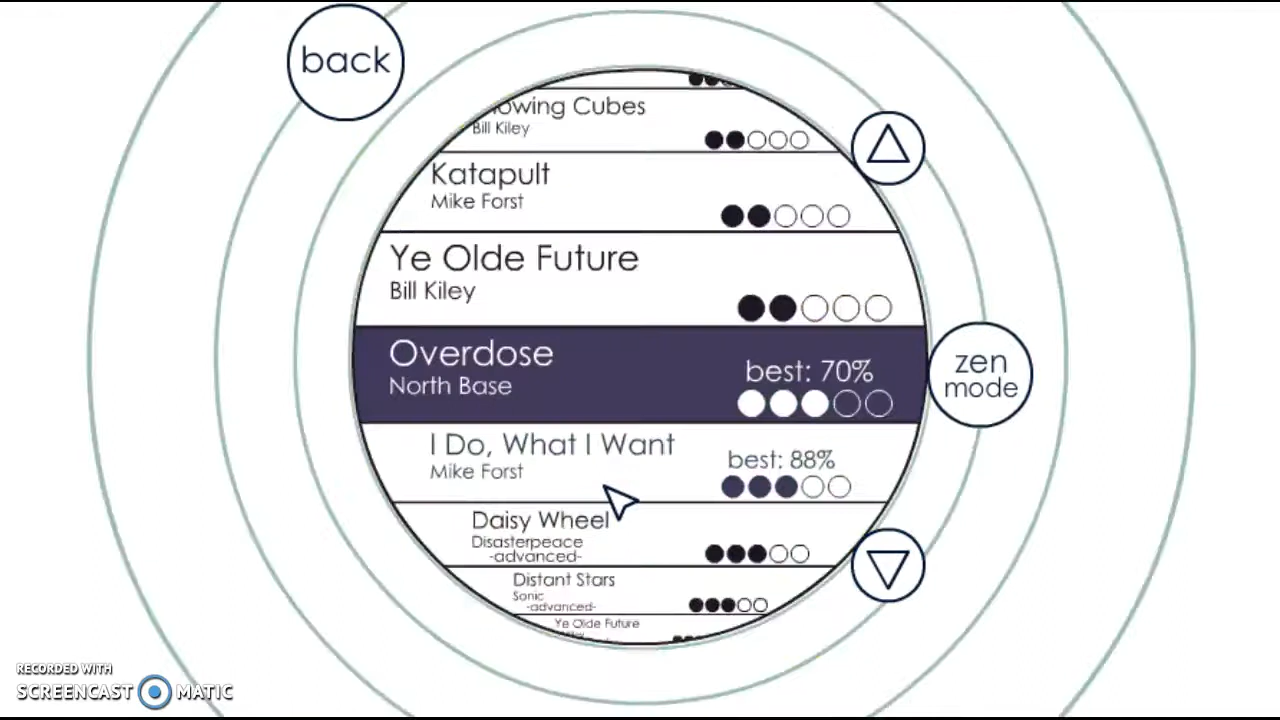 back
owing Cubes
Bill Kiley
Katapult
Mike Forst
Ye Olde Future
Bill Kiley
Overdose
North Base
best: 70%
zen
mode
I Do, What I Want
Mike Forst
best: 88%
Daisy Wheel
Disasterpeace
-advanced-
Distant Stars
Sonic
-advanced-
Ye Olde Future
RECORDED WITH
SCREENCAST MATIC